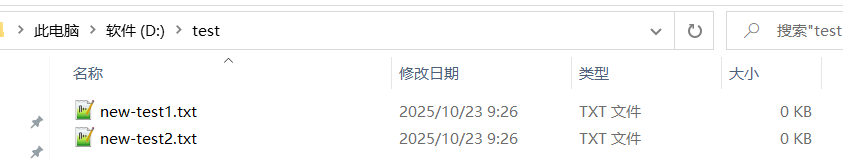 此电脑 > 软件 (D:) > test 搜索"test
名称 修改日期 类型 大小
new-test1.txt 2025/10/23 9:26 TXT 文件 0 KB
new-test2.txt 2025/10/23 9:26 TXT 文件 0 KB